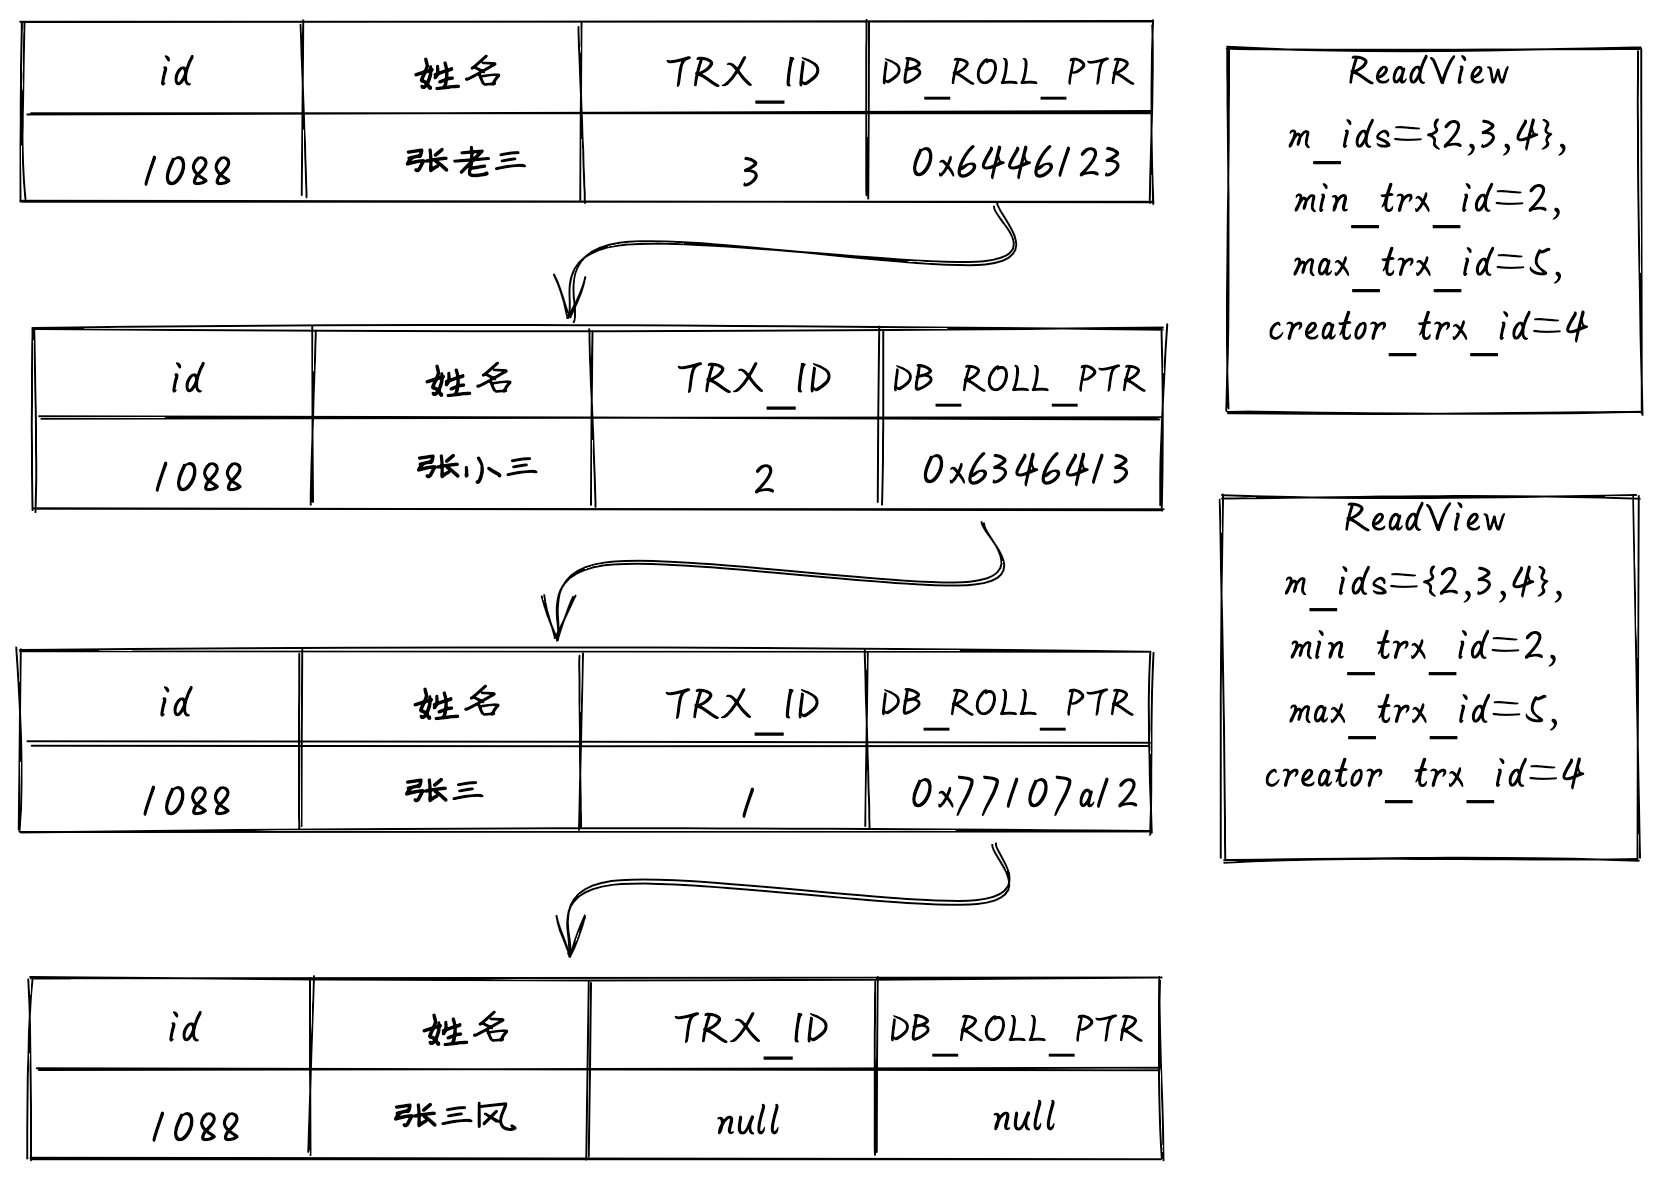 id 姓名 TRX_ID DB_ROLL_PTR
1088 张老三 3 0x6446123
id 姓名 TRX_ID DB_ROLL_PTR
1088 张小三 2 0x6346413
id 姓名 TRX_ID DB_ROLL_PTR
1088 张三 1 0x77107a12
id 姓名 TRX_ID DB_ROLL_PTR
1088 张三风 null null
ReadView
m_ids={2,3,4},
min_trx_id=2,
max_trx_id=5,
creator_trx_id=4
ReadView
m_ids={2,3,4},
min_trx_id=2,
max_trx_id=5,
creator_trx_id=4